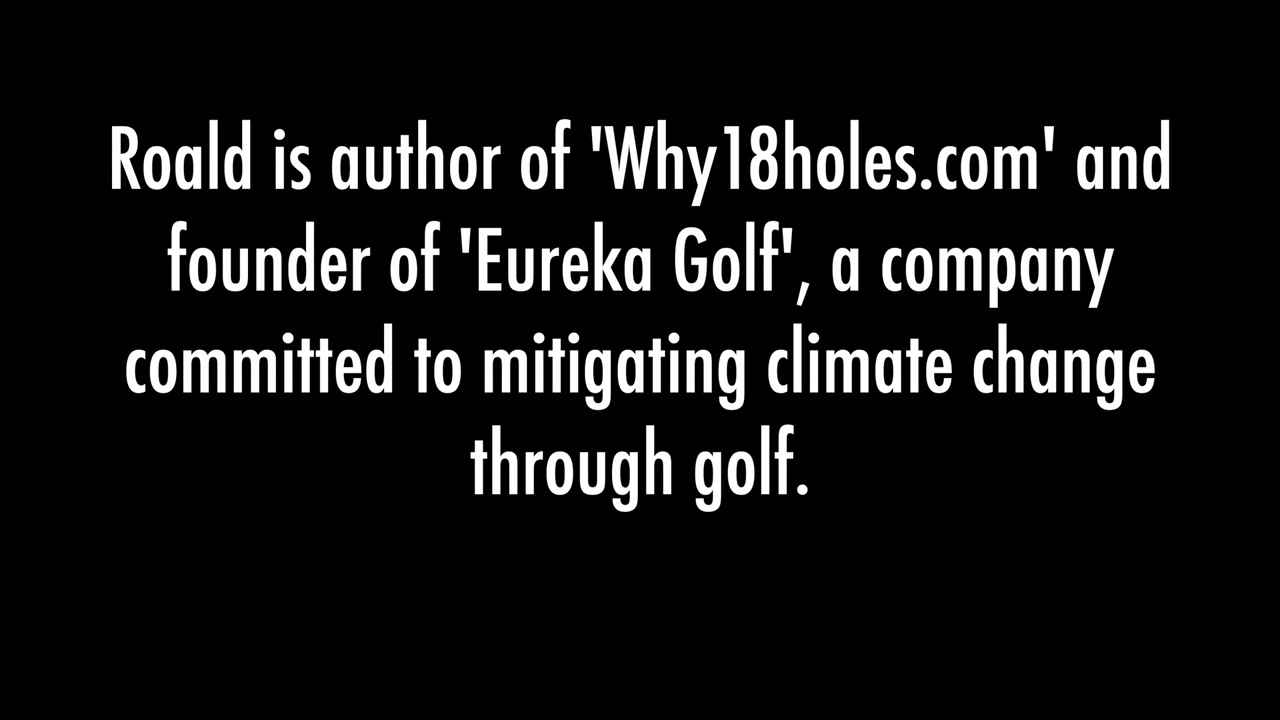 Roald is author of 'Why18holes.com' and
founder of 'Eureka Golf', a company
committed to mitigating climate change
through golf.